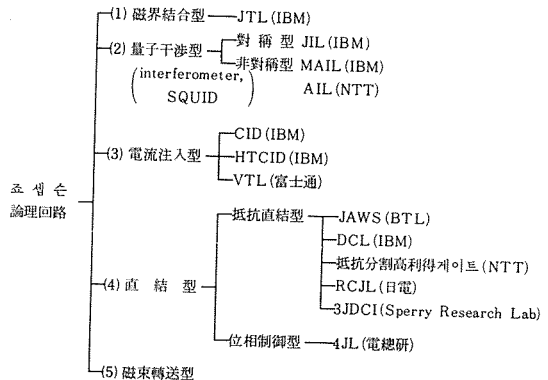 (1) 磁界結合型 JTL(IBM)
(2) 量子干渉型 對稱型 JIL(IBM)
非對稱型 MAIL(IBM)
(interferometer, SQUID) AIL(NTT)
CID(IBM)
(3) 電流注入型 HTCID(IBM)
VTL(富士通)
죠셉슨
論理回路
抵抗直結型 JAWS(BTL)
DCL(IBM)
抵抗分割高利得게이트(NTT)
(4) 直結型 RCJL(日電)
3JDCI(Sperry Research Lab)
位相制御型 4JL(電總硏)
(5) 磁束轉送型